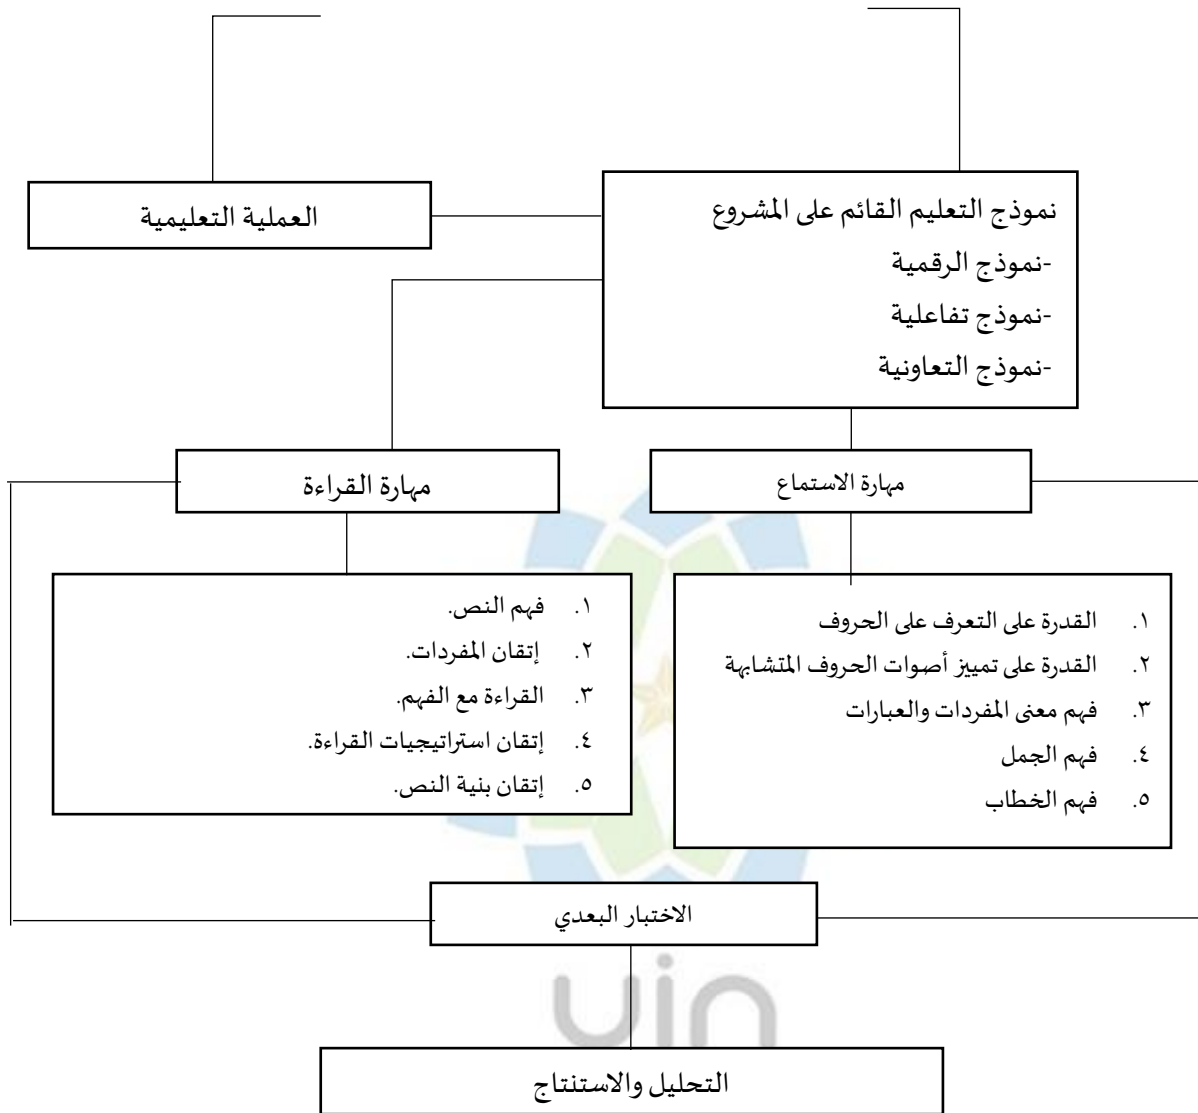 نموذج التعليم القائم على المشروع
-نموذج الرقمية
-نموذج تفاعلية
-نموذج التعاونية
العملية التعليمية
مهارة الاستماع
مهارة القراءة
١. القدرة على التعرف على الحروف
٢. القدرة على تمييز أصوات الحروف المتشابهة
٣. فهم معنى المفردات والعبارات
٤. فهم الجمل
٥. فهم الخطاب
١. فهم النص.
٢. إتقان المفردات.
٣. القراءة مع الفهم.
٤. إتقان استراتيجيات القراءة.
٥. إتقان بنية النص.
الاختبار البعدي
uin
التحليل والاستنتاج